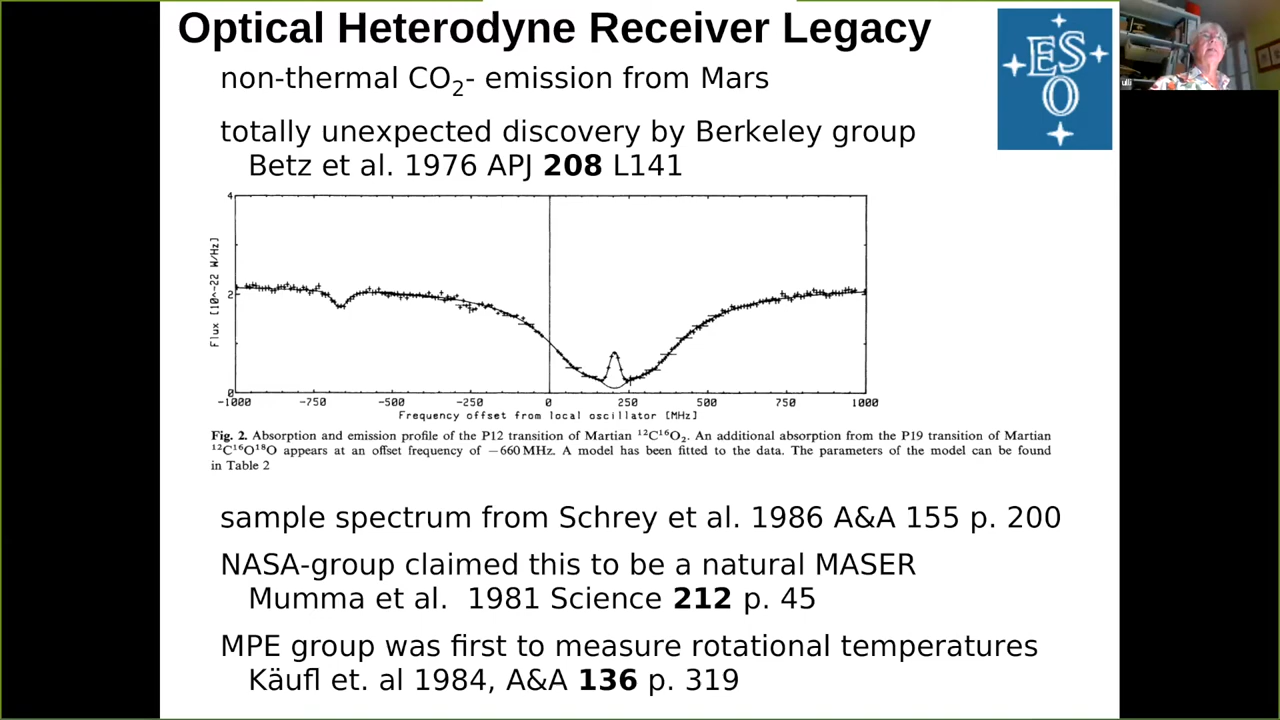 Optical Heterodyne Receiver Legacy
non-thermal CO₂- emission from Mars
totally unexpected discovery by Berkeley group
Betz et al. 1976 APJ 208 L141
ESO
ulli
4
2
0
Flux [10^-22 W/Hz]
-1000 -750 -500 -250 0 250 500 750 1000
Frequency offset from local oscillator [MHz]
Fig. 2. Absorption and emission profile of the P12 transition of Martian ¹²C¹⁶O₂. An additional absorption from the P19 transition of Martian
¹²C¹⁶O¹⁸O appears at an offset frequency of −660 MHz. A model has been fitted to the data. The parameters of the model can be found
in Table 2
sample spectrum from Schrey et al. 1986 A&A 155 p. 200
NASA-group claimed this to be a natural MASER
Mumma et al. 1981 Science 212 p. 45
MPE group was first to measure rotational temperatures
Käufl et. al 1984, A&A 136 p. 319